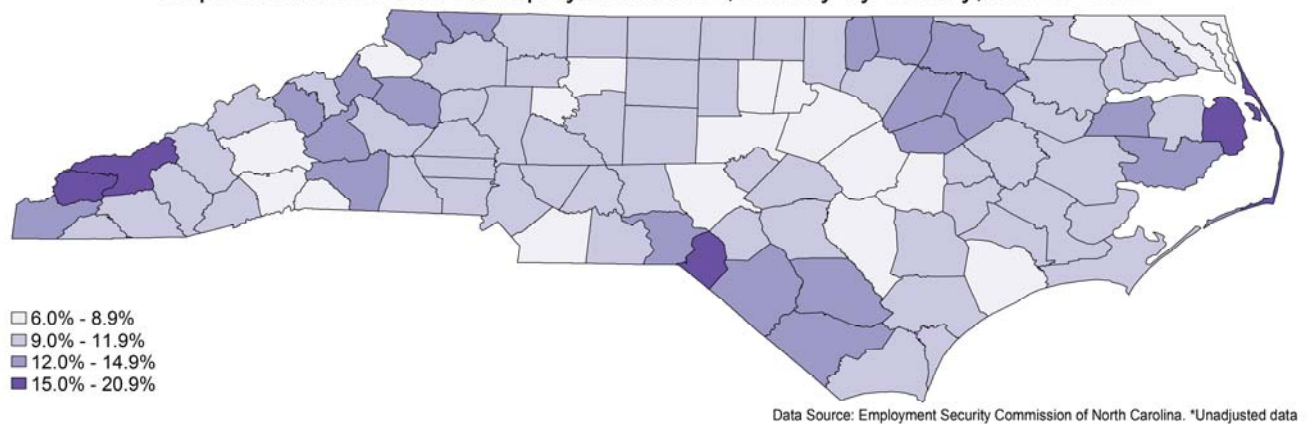 6.0% - 8.9%
9.0% - 11.9%
12.0% - 14.9%
15.0% - 20.9%
Data Source: Employment Security Commission of North Carolina. *Unadjusted data